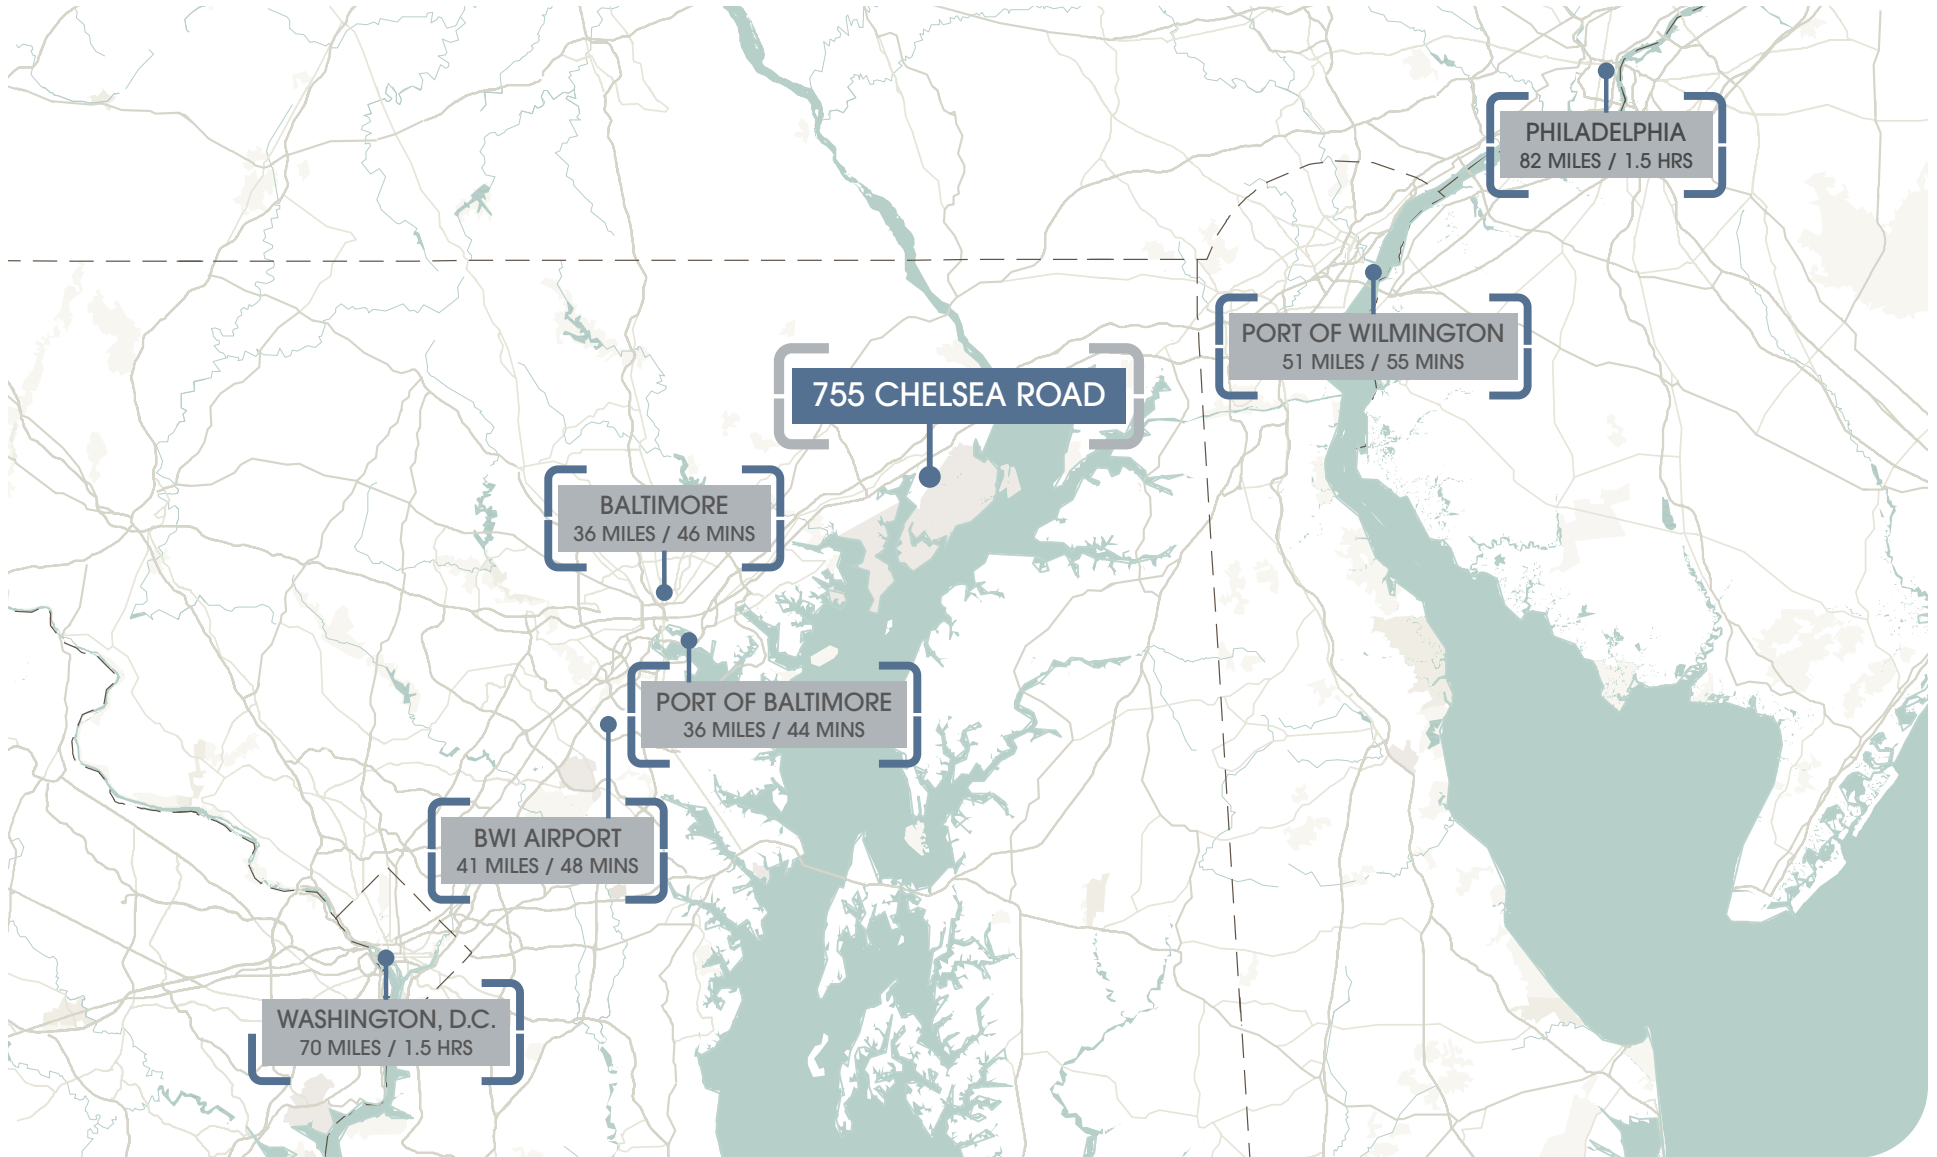 PHILADELPHIA
82 MILES / 1.5 HRS
PORT OF WILMINGTON
51 MILES / 55 MINS
755 CHELSEA ROAD
BALTIMORE
36 MILES / 46 MINS
PORT OF BALTIMORE
36 MILES / 44 MINS
BWI AIRPORT
41 MILES / 48 MINS
WASHINGTON, D.C.
70 MILES / 1.5 HRS